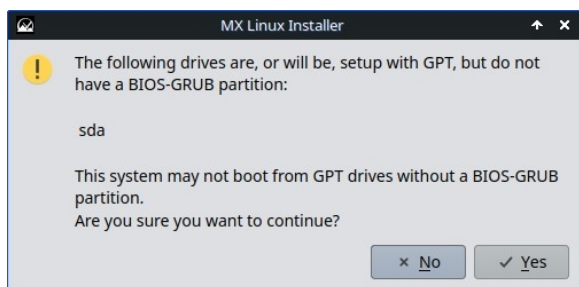 MX Linux Installer
The following drives are, or will be, setup with GPT, but do not
have a BIOS-GRUB partition:
sda
This system may not boot from GPT drives without a BIOS-GRUB
partition.
Are you sure you want to continue?
No
Yes